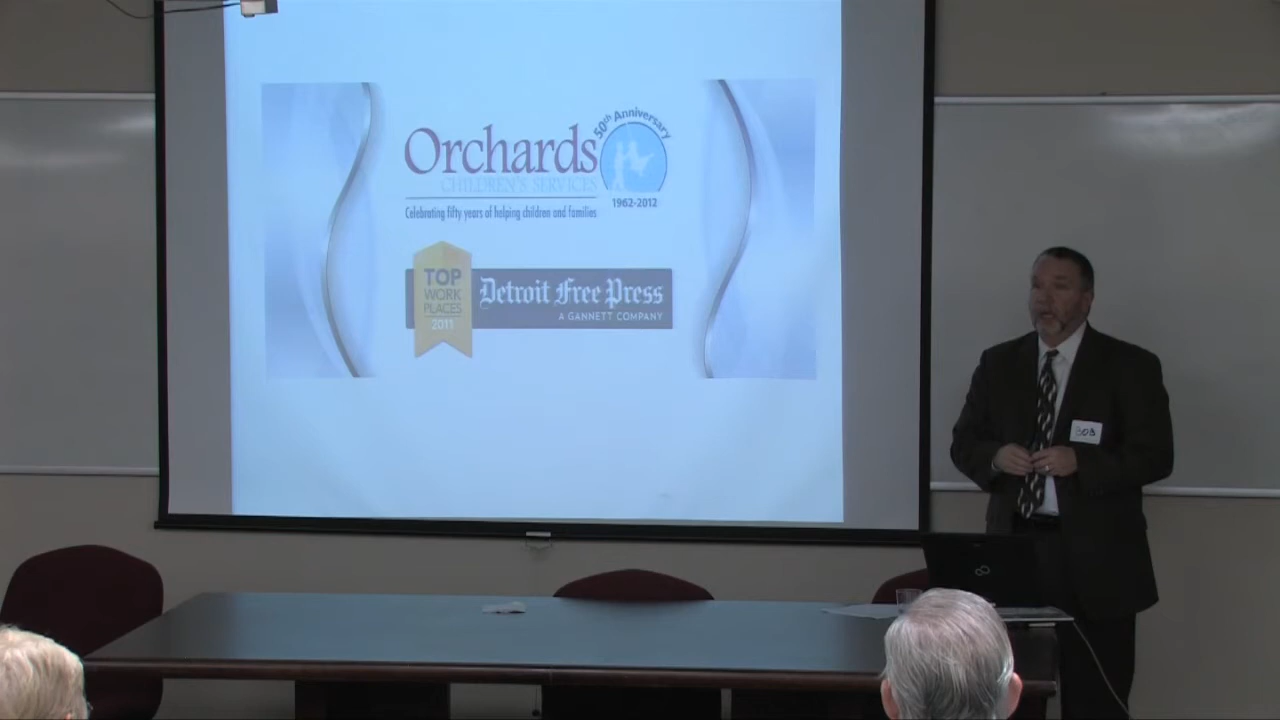 50th Anniversary
Orchards
CHILDREN'S SERVICES
1962-2012
Celebrating fifty years of helping children and families
TOP
WORK
PLACES
2011
Detroit Free Press
A GANNETT COMPANY
BOB